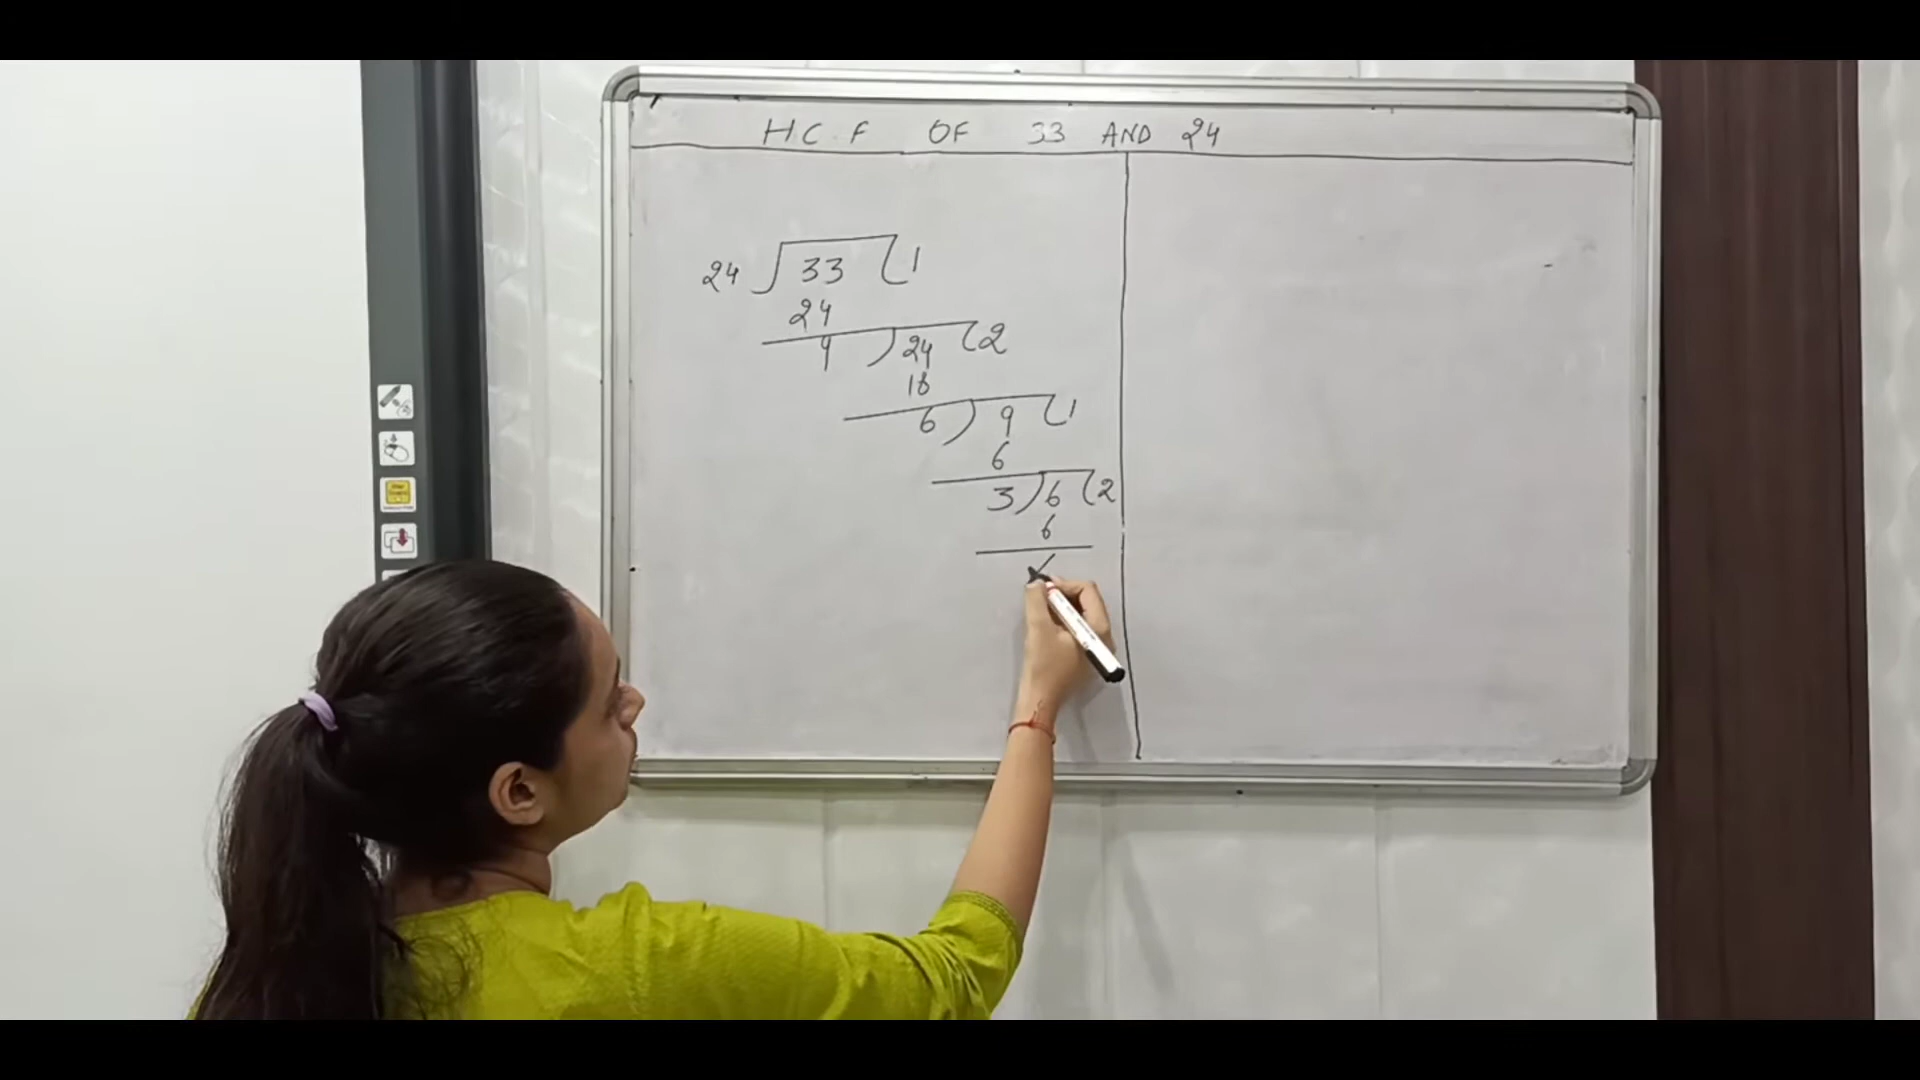 H C . F OF 33 AND 24
24 ) 33 ( 1
24
9 ) 24 ( 2
18
6 ) 9 ( 1
6
3 ) 6 ( 2
6